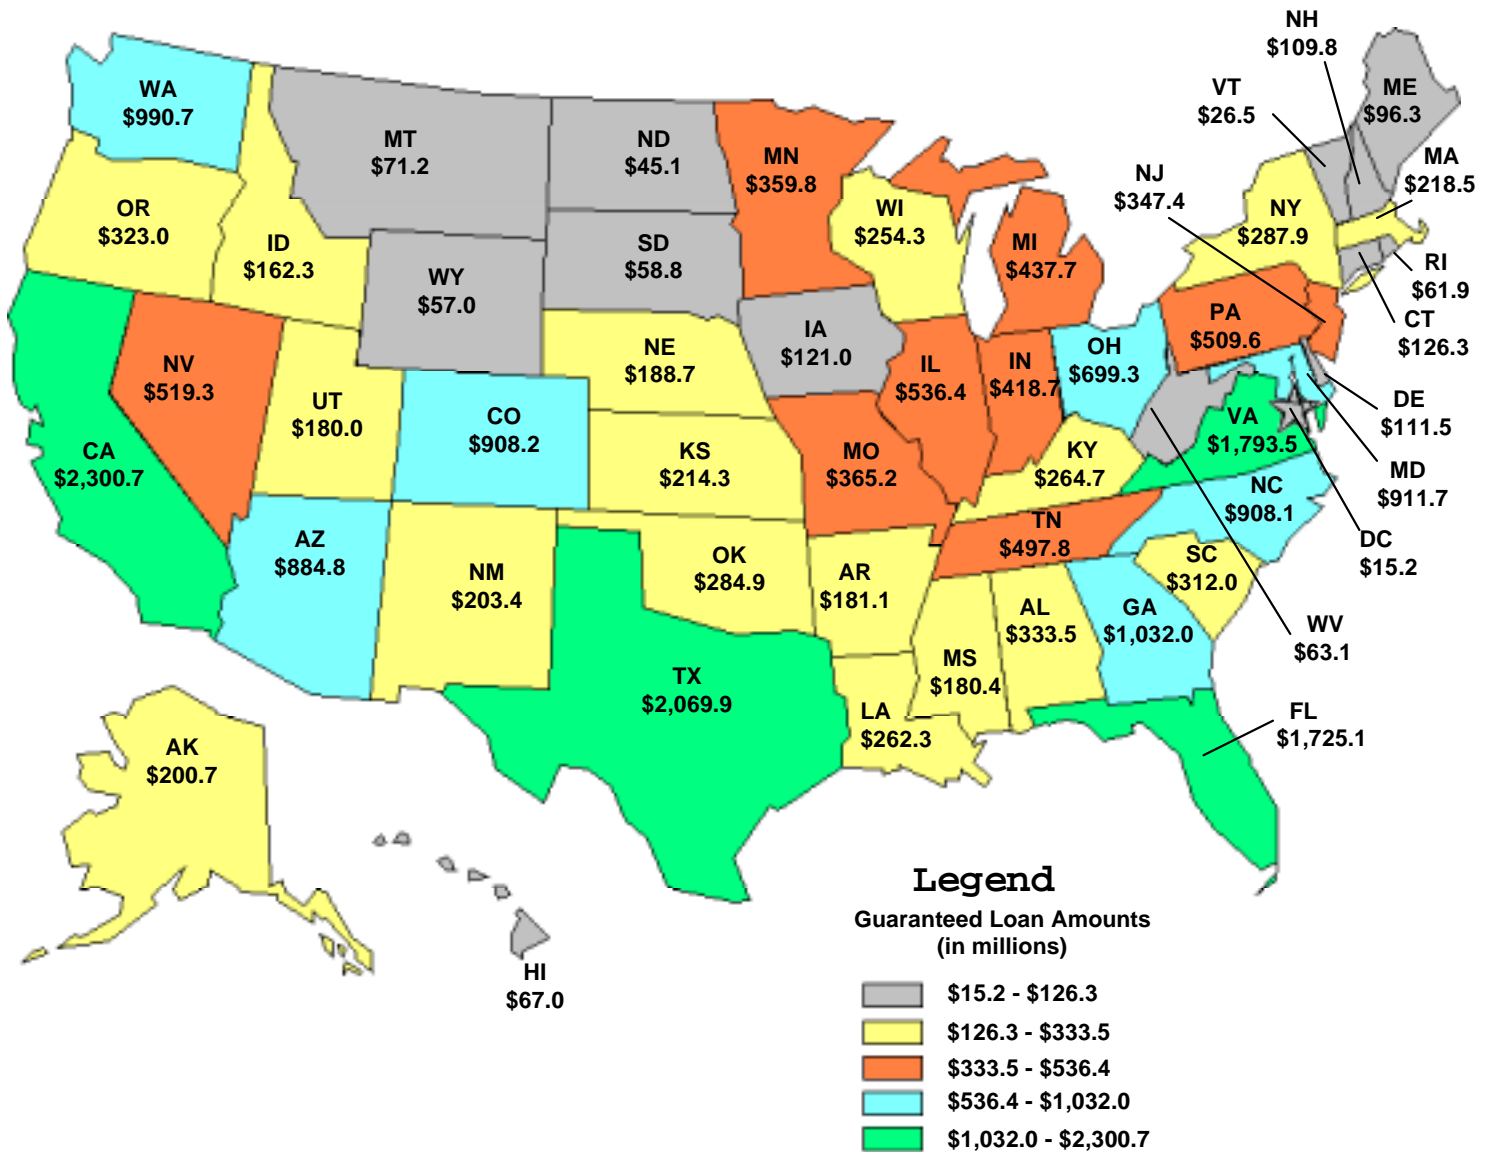 NH
$109.8
VT
$26.5
ME
$96.3
WA
$990.7
MT
$71.2
ND
$45.1
MN
$359.8
NJ
$347.4
MA
$218.5
OR
$323.0
ID
$162.3
WY
$57.0
SD
$58.8
WI
$254.3
MI
$437.7
NY
$287.9
RI
$61.9
CT
$126.3
NV
$519.3
UT
$180.0
CO
$908.2
NE
$188.7
IA
$121.0
IL
$536.4
IN
$418.7
OH
$699.3
PA
$509.6
DE
$111.5
MD
$911.7
CA
$2,300.7
KS
$214.3
MO
$365.2
KY
$264.7
VA
$1,793.5
NC
$908.1
DC
$15.2
AZ
$884.8
NM
$203.4
OK
$284.9
AR
$181.1
TN
$497.8
SC
$312.0
WV
$63.1
TX
$2,069.9
LA
$262.3
MS
$180.4
AL
$333.5
GA
$1,032.0
FL
$1,725.1
AK
$200.7
HI
$67.0
Legend
Guaranteed Loan Amounts
(in millions)
$15.2 - $126.3
$126.3 - $333.5
$333.5 - $536.4
$536.4 - $1,032.0
$1,032.0 - $2,300.7